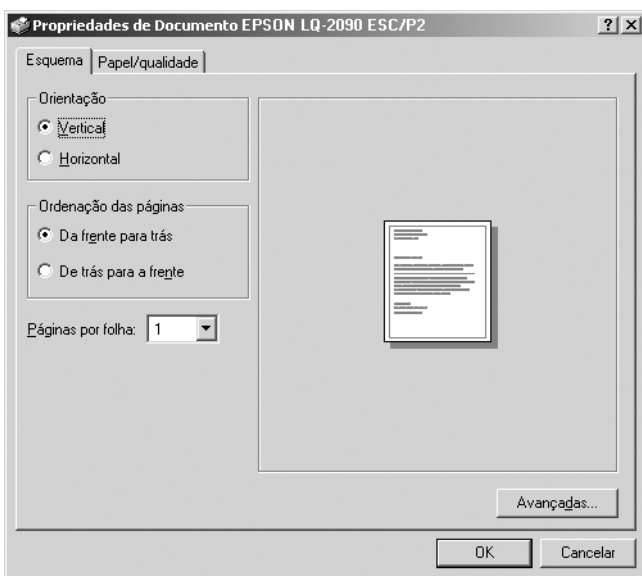 Propriedades de Documento EPSON LQ-2090 ESC/P2
Esquema
Papel/qualidade
Orientação
Vertical
Horizontal
Ordenação das páginas
Da frente para trás
De trás para a frente
Páginas por folha: 1
Avançadas...
OK
Cancelar